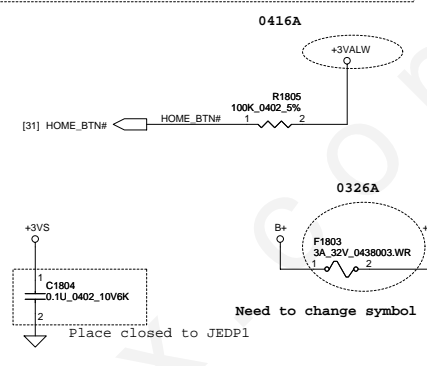 0416A
+3VALW
R1805
100K_0402_5%
[31] HOME_BTN#
HOME_BTN#
1
2
0326A
+3VS
B+
F1803
3A_32V_0438003.WR
1
2
+
1
C1804
0.1U_0402_10V6K
2
Need to change symbol
Place closed to JEDP1